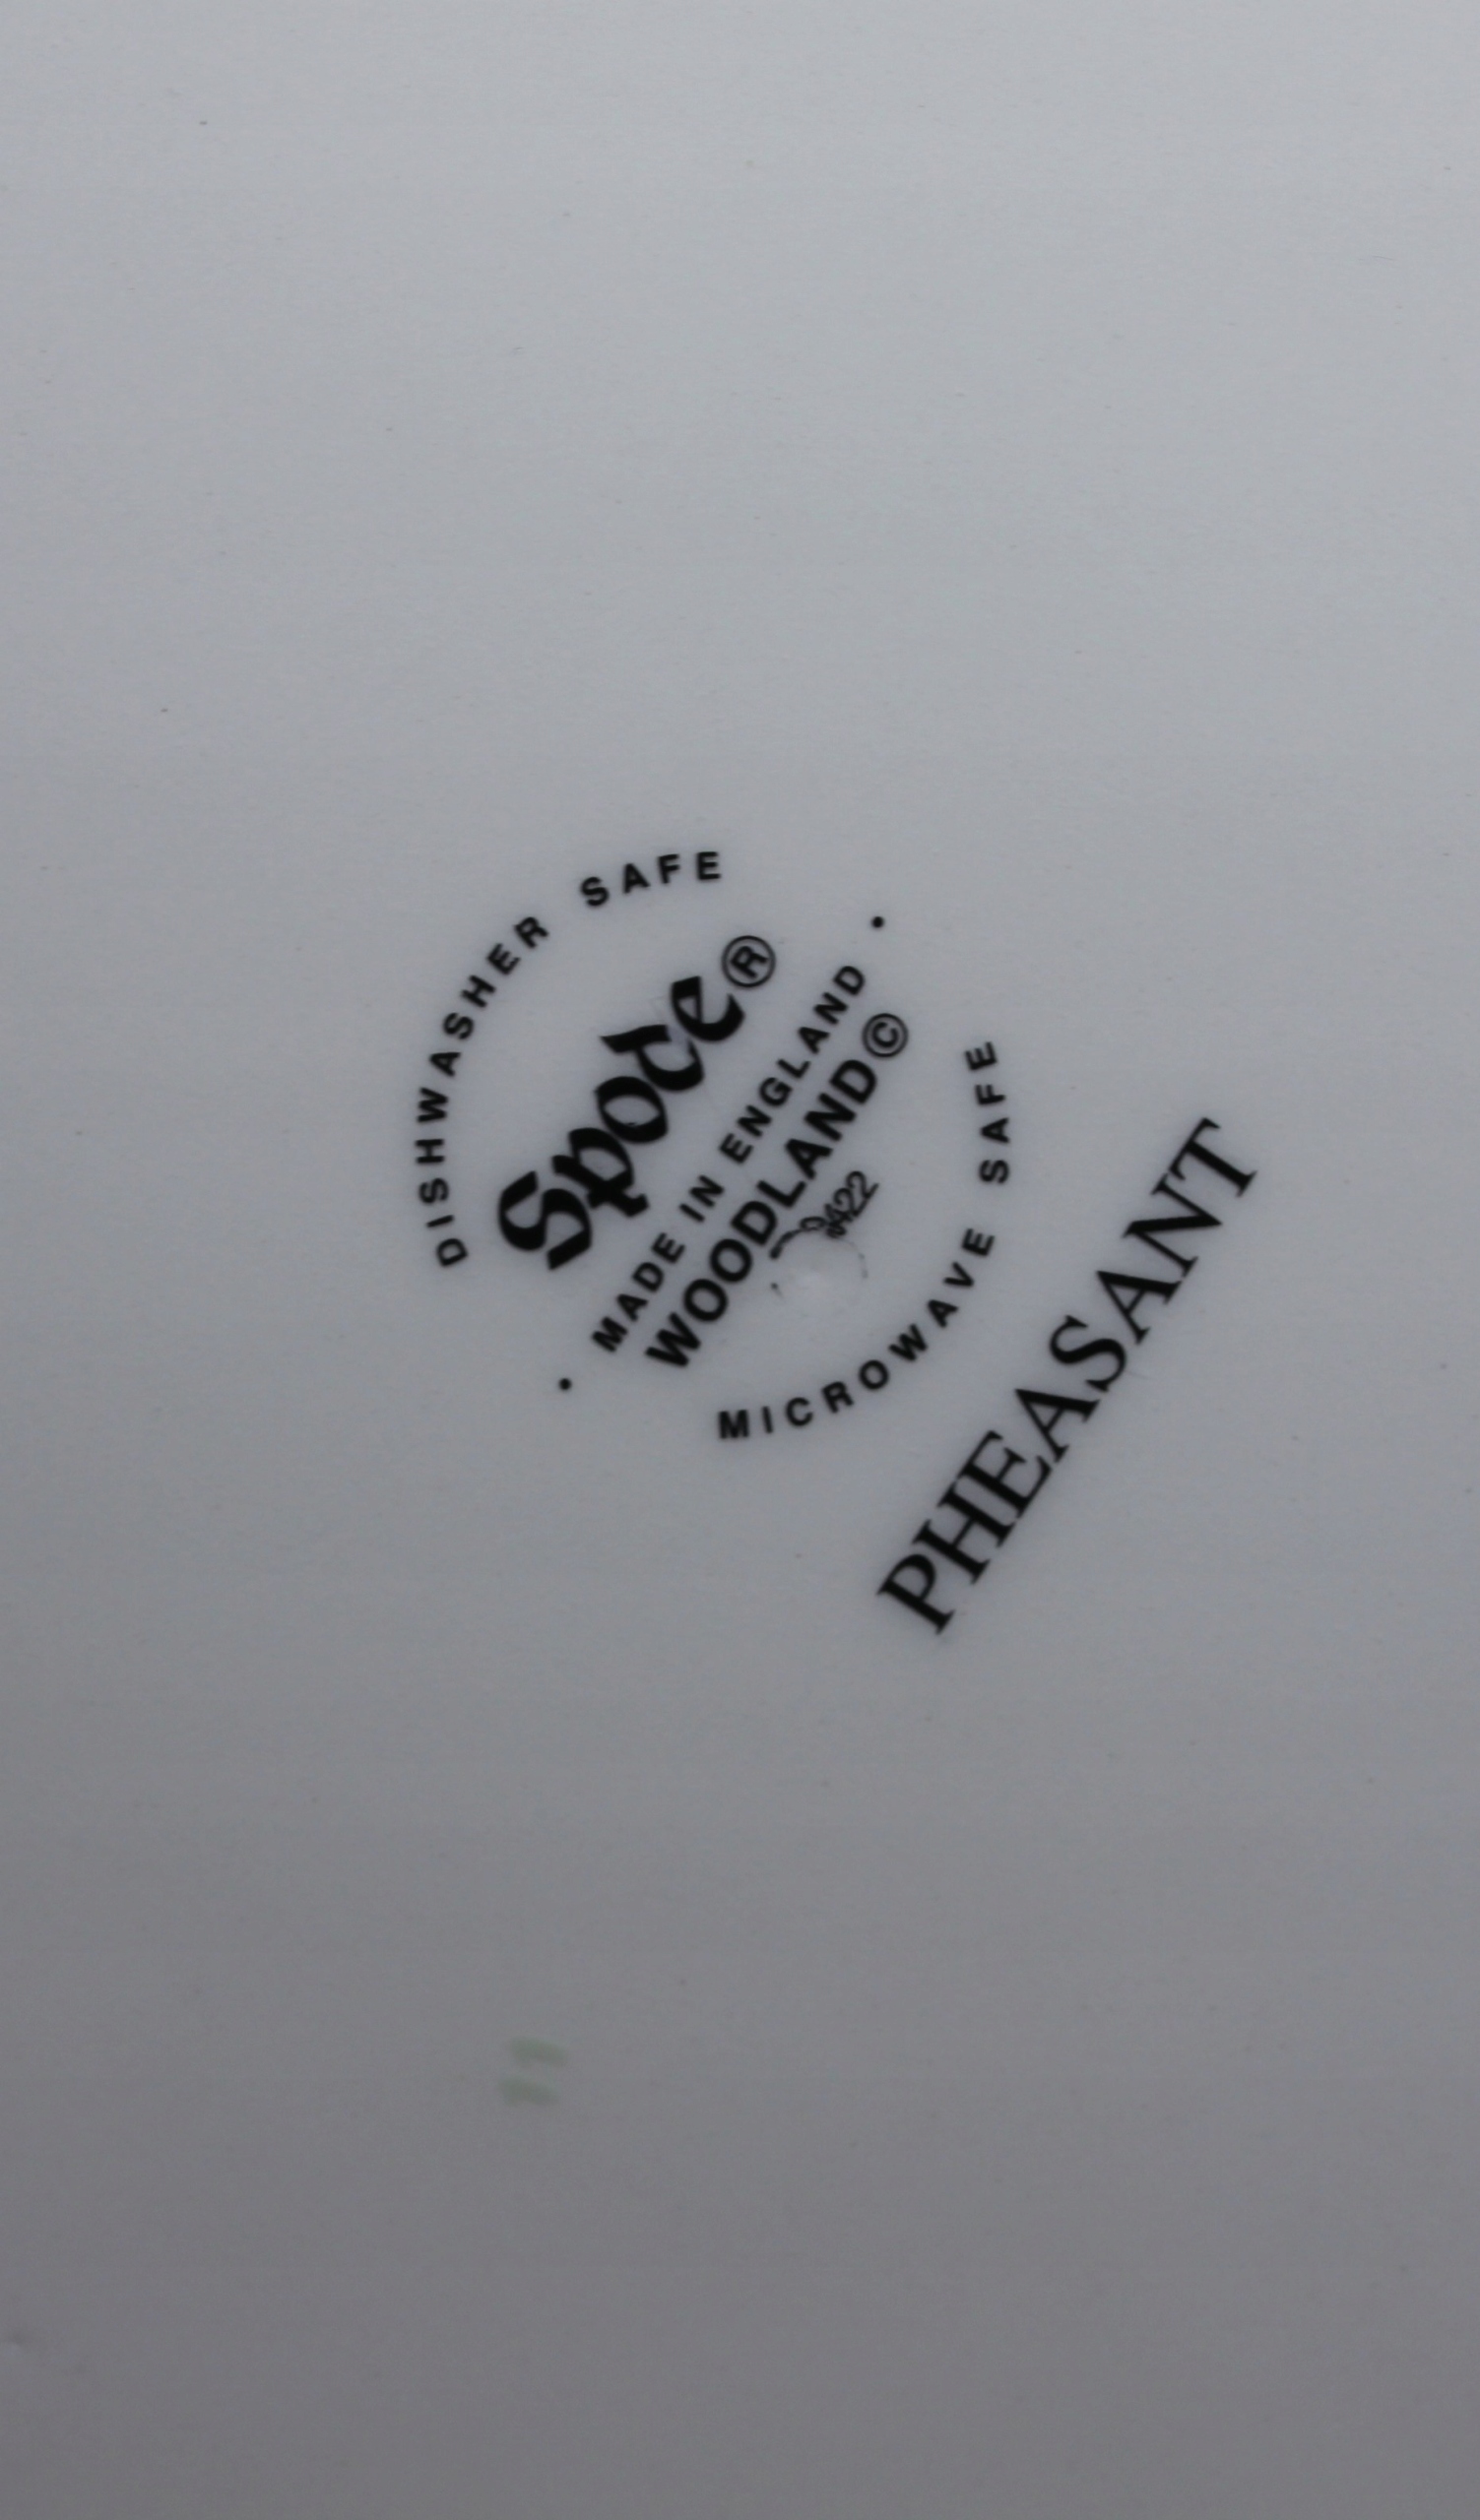 DISHWASHER SAFE
Spode®
• MADE IN ENGLAND •
WOODLAND©
MICROWAVE SAFE
PHEASANT